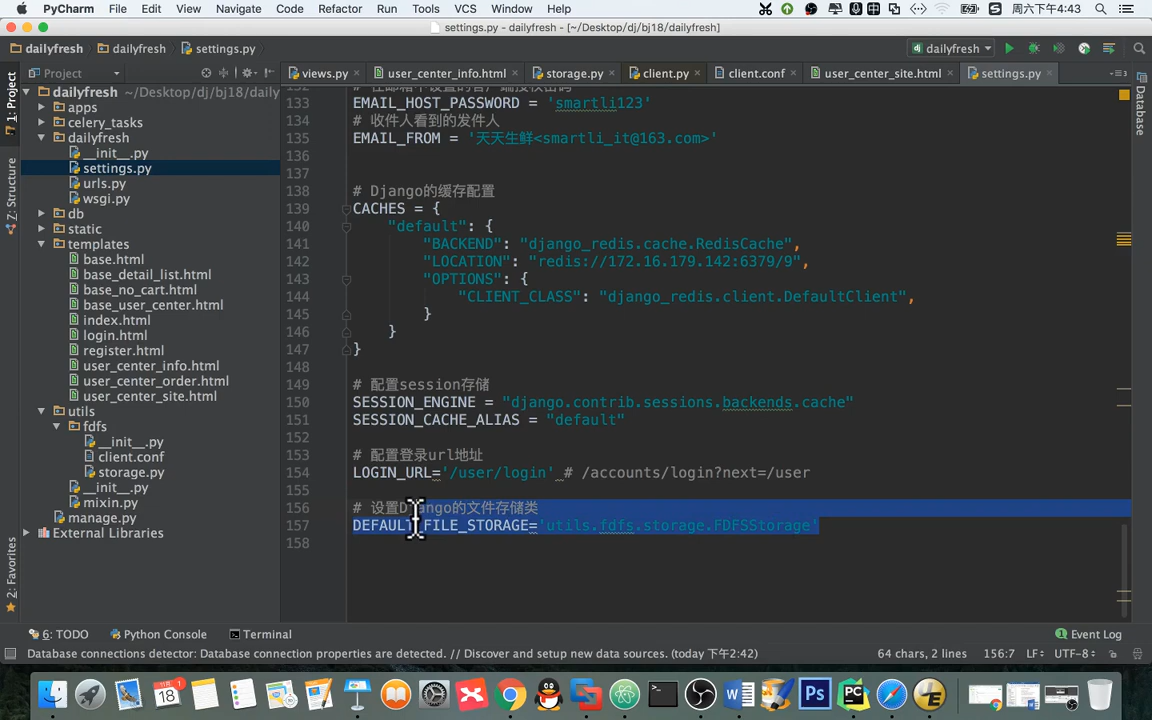 PyCharm File Edit View Navigate Code Refactor Run Tools VCS Window Help 周六下午4:43
settings.py - dailyfresh - [~/Desktop/dj/bj18/dailyfresh]
dailyfresh dailyfresh settings.py dailyfresh
Project views.py user_center_info.html storage.py client.py client.conf user_center_site.html settings.py
1: Project
Z: Structure
2: Favorites
Database
dailyfresh ~/Desktop/dj/bj18/daily
apps
celery_tasks
dailyfresh
__init__.py
settings.py
urls.py
wsgi.py
db
static
templates
base.html
base_detail_list.html
base_no_cart.html
base_user_center.html
index.html
login.html
register.html
user_center_info.html
user_center_order.html
user_center_site.html
utils
fdfs
__init__.py
client.conf
storage.py
__init__.py
mixin.py
manage.py
External Libraries
133 EMAIL_HOST_PASSWORD = 'smartli123'
134 # 收件人看到的发件人
135 EMAIL_FROM = '天天生鲜<smartli_it@163.com>'
136
137
138 # Django的缓存配置
139 CACHES = {
140 "default": {
141 "BACKEND": "django_redis.cache.RedisCache",
142 "LOCATION": "redis://172.16.179.142:6379/9",
143 "OPTIONS": {
144 "CLIENT_CLASS": "django_redis.client.DefaultClient",
145 }
146 }
147 }
148
149 # 配置session存储
150 SESSION_ENGINE = "django.contrib.sessions.backends.cache"
151 SESSION_CACHE_ALIAS = "default"
152
153 # 配置登录url地址
154 LOGIN_URL='/user/login' # /accounts/login?next=/user
155
156 # 设置Django的文件存储类
157 DEFAULT_FILE_STORAGE='utils.fdfs.storage.FDFSStorage'
158
6: TODO Python Console Terminal 1 Event Log
Database connections detector: Database connection properties are detected. // Discover and setup new data sources. (today 下午2:42) 64 chars, 2 lines 156:7 LF÷ UTF-8÷
18